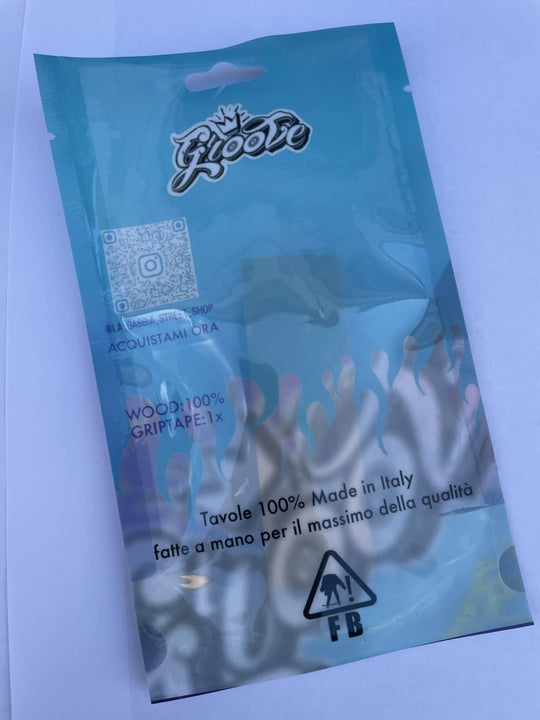 Groove
@LA_GABBIA_STREET_SHOP
ACQUISTAMI ORA
WOOD:100%
GRIPTAPE:1x
Tavole 100% Made in Italy
fatte a mano per il massimo della qualità
!
FB